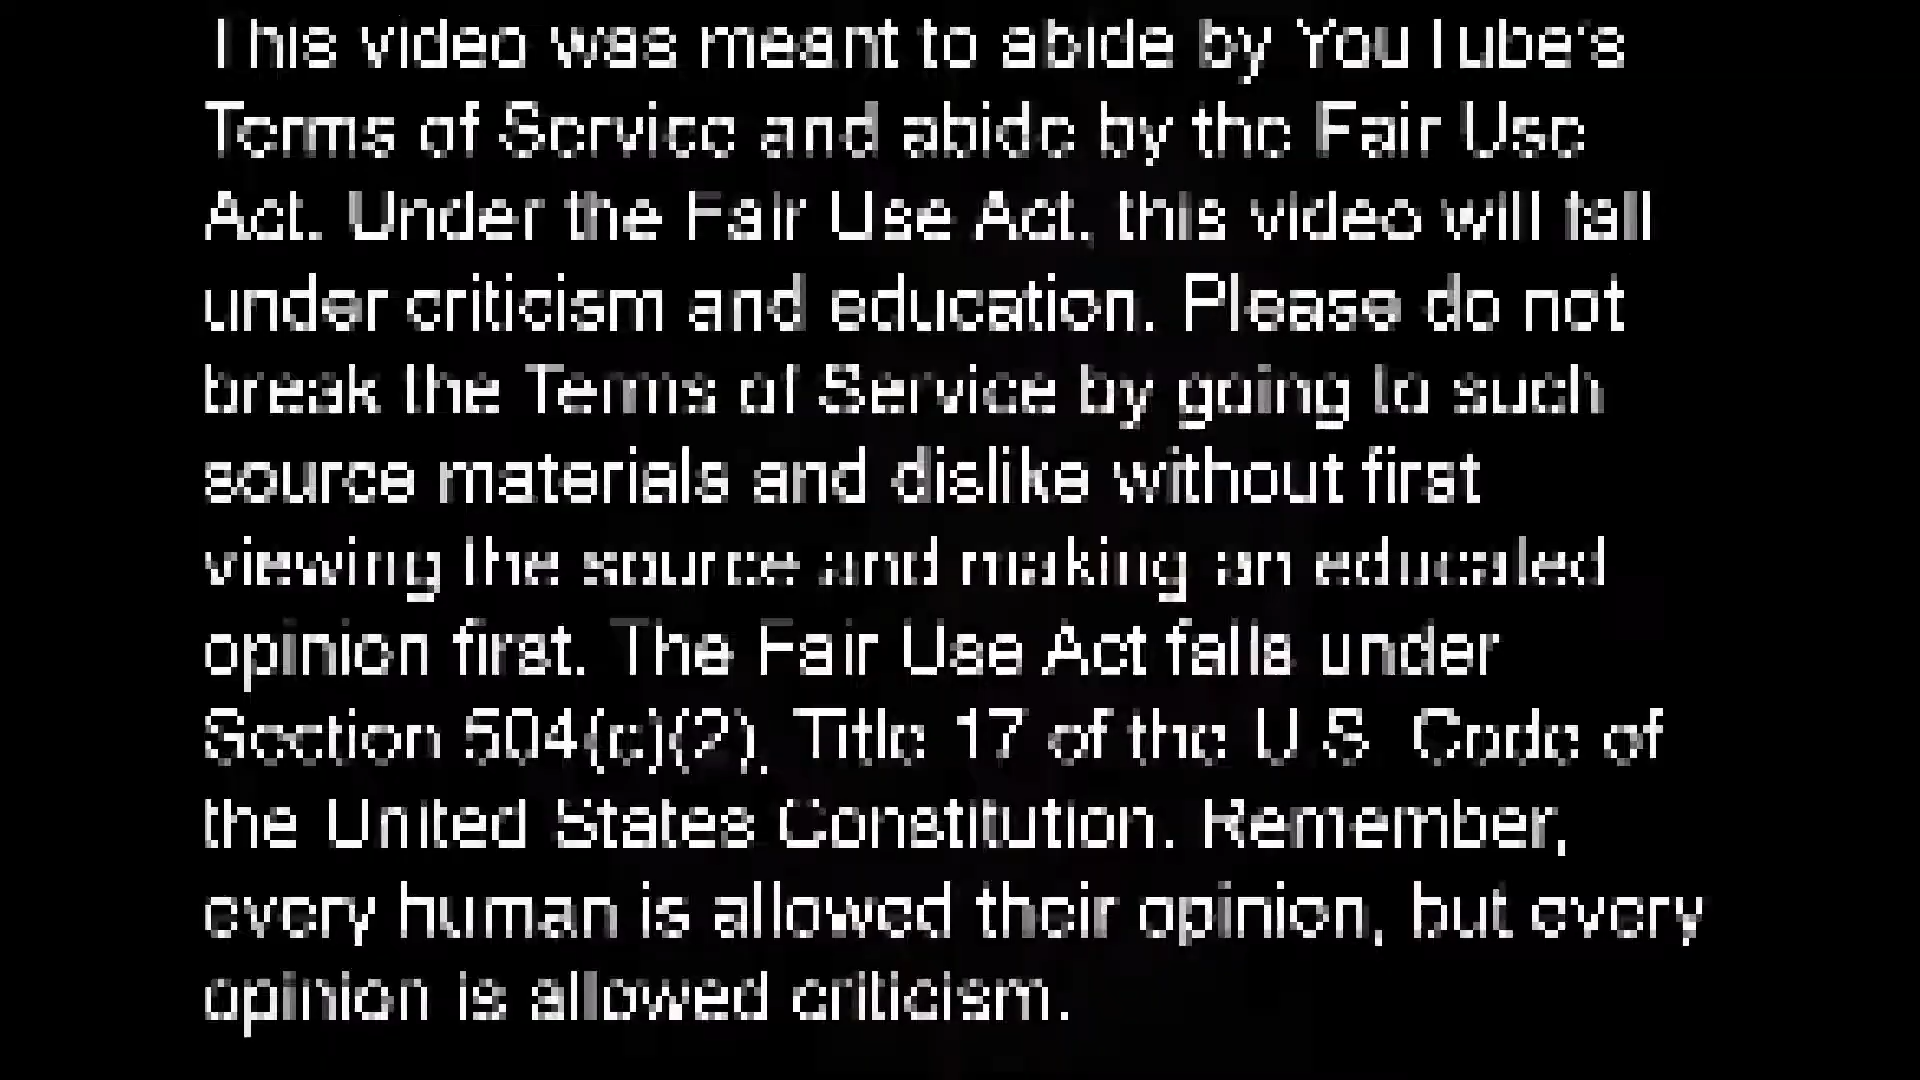 This video was meant to abide by YouTube's
Terms of Service and abide by the Fair Use
Act. Under the Fair Use Act, this video will fall
under criticism and education. Please do not
break the Terms of Service by going to such
source materials and dislike without first
viewing the source and making an educated
opinion first. The Fair Use Act falls under
Section 504(c)(2), Title 17 of the U.S. Code of
the United States Constitution. Remember,
every human is allowed their opinion, but every
opinion is allowed criticism.